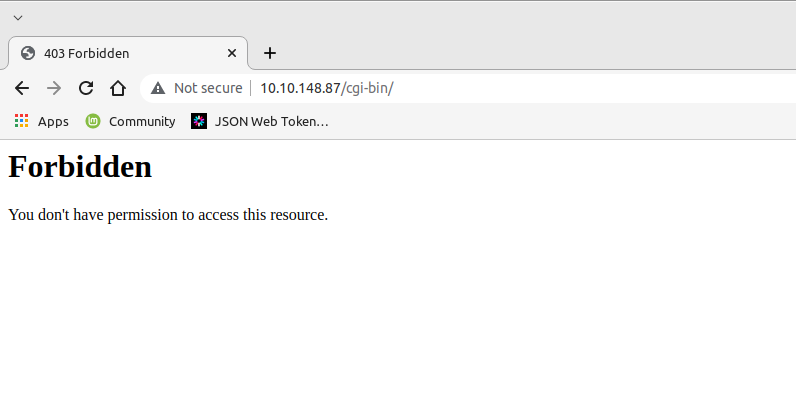 403 Forbidden
Not secure 10.10.148.87/cgi-bin/
Apps Community JSON Web Token…
Forbidden
You don't have permission to access this resource.